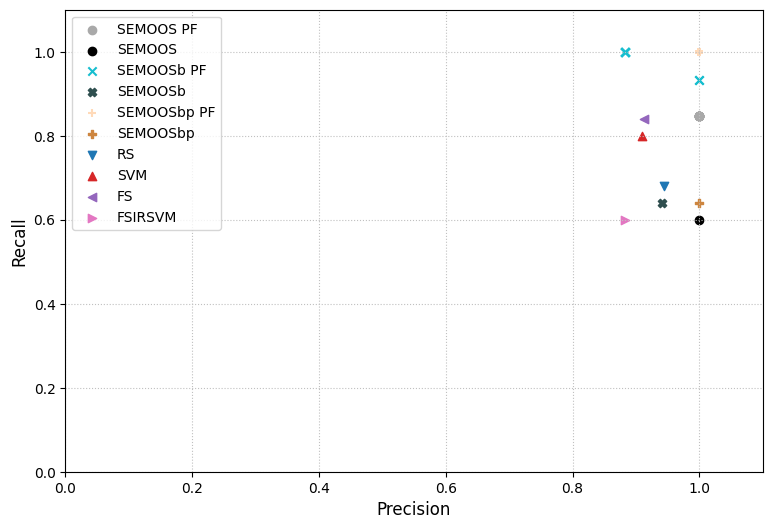 SEMOOS PF
SEMOOS
SEMOOSb PF
SEMOOSb
SEMOOSbp PF
SEMOOSbp
RS
SVM
FS
FSIRSVM
1.0
0.8
0.6
0.4
0.2
0.0
Recall
0.0 0.2 0.4 0.6 0.8 1.0
Precision